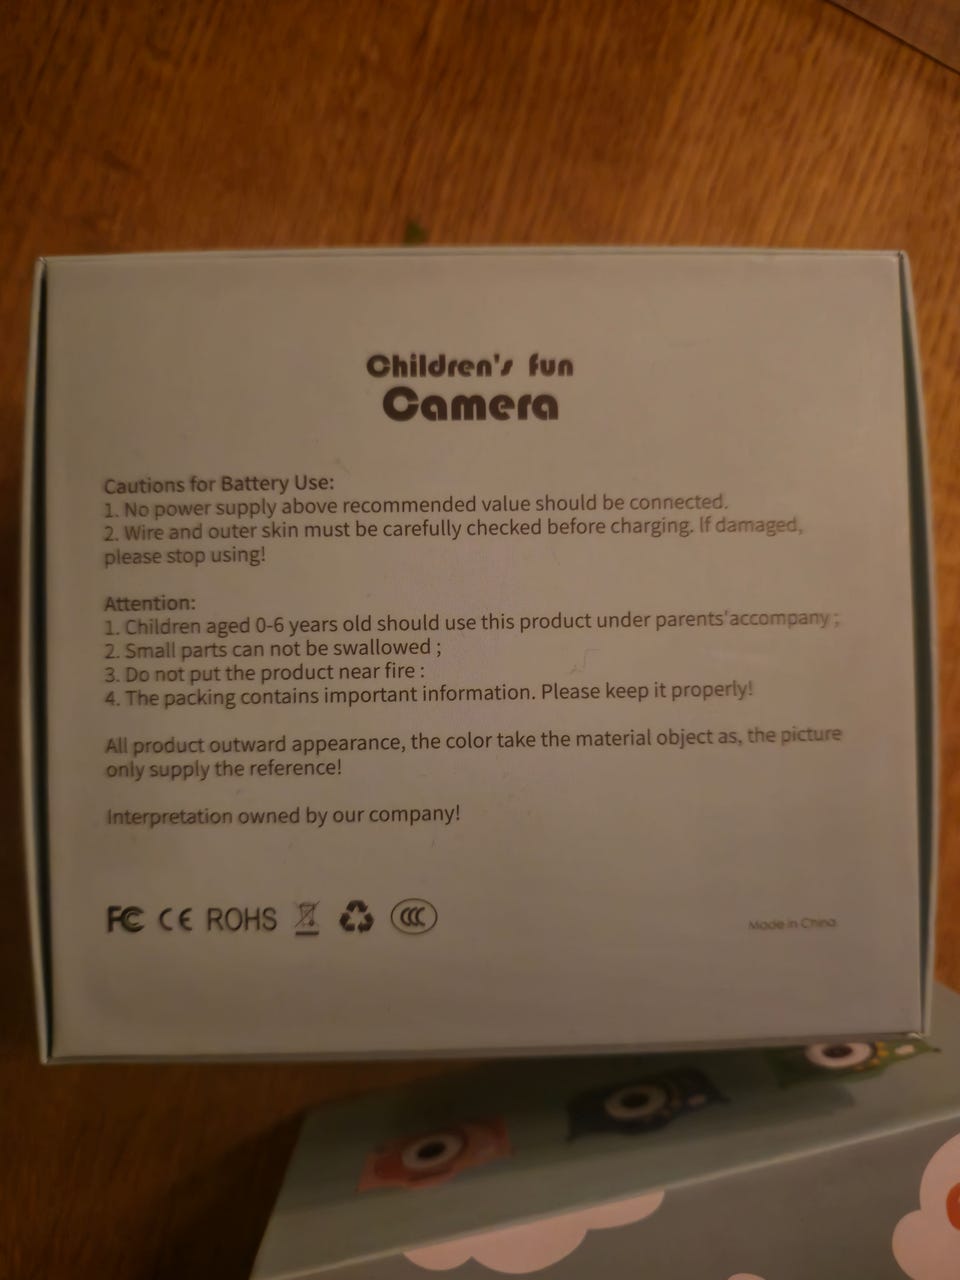 Children's fun
Camera
Cautions for Battery Use:
1. No power supply above recommended value should be connected.
2. Wire and outer skin must be carefully checked before charging. If damaged,
please stop using!
Attention:
1. Children aged 0-6 years old should use this product under parents'accompany ;
2. Small parts can not be swallowed ;
3. Do not put the product near fire :
4. The packing contains important information. Please keep it properly!
All product outward appearance, the color take the material object as, the picture
only supply the reference!
Interpretation owned by our company!
FC CE ROHS CCC
Made in China